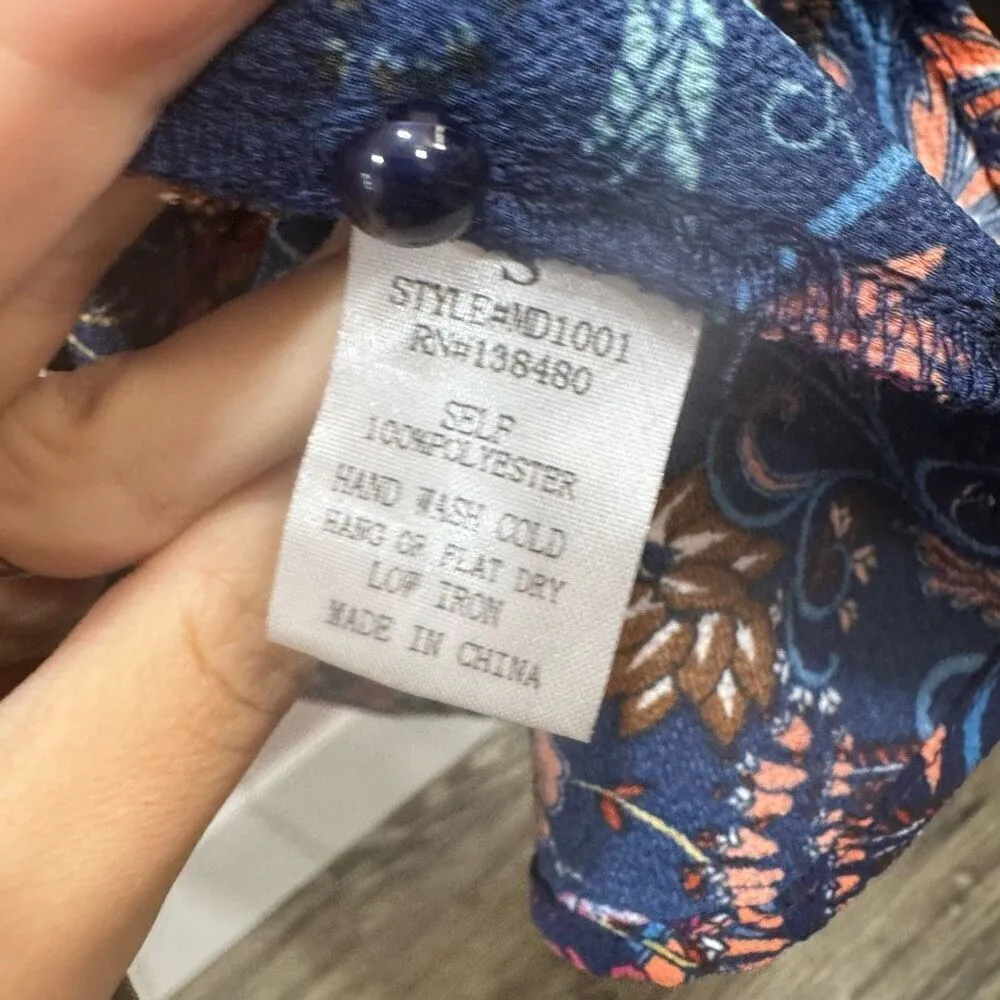 S
STYLE#MD1001
RN#138480
SELF
100%POLYESTER
HAND WASH COLD
HANG OR FLAT DRY
LOW IRON
MADE IN CHINA